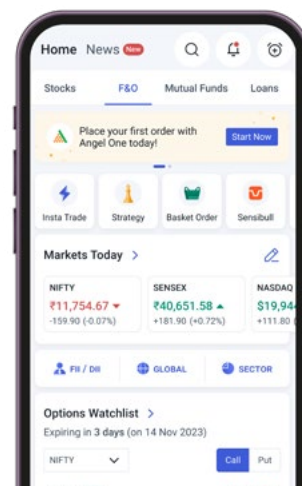 Home News New
Stocks F&O Mutual Funds Loans
Place your first order with
Angel One today!
Start Now
Insta Trade Strategy Basket Order Sensibull
Markets Today >
NIFTY SENSEX NASDAQ
₹11,754.67 ▼ ₹40,651.58 ▲ $19,944
-159.90 (-0.07%) +181.90 (+0.72%) +111.80
FII / DII GLOBAL SECTOR
Options Watchlist >
Expiring in 3 days (on 14 Nov 2023)
NIFTY Call Put